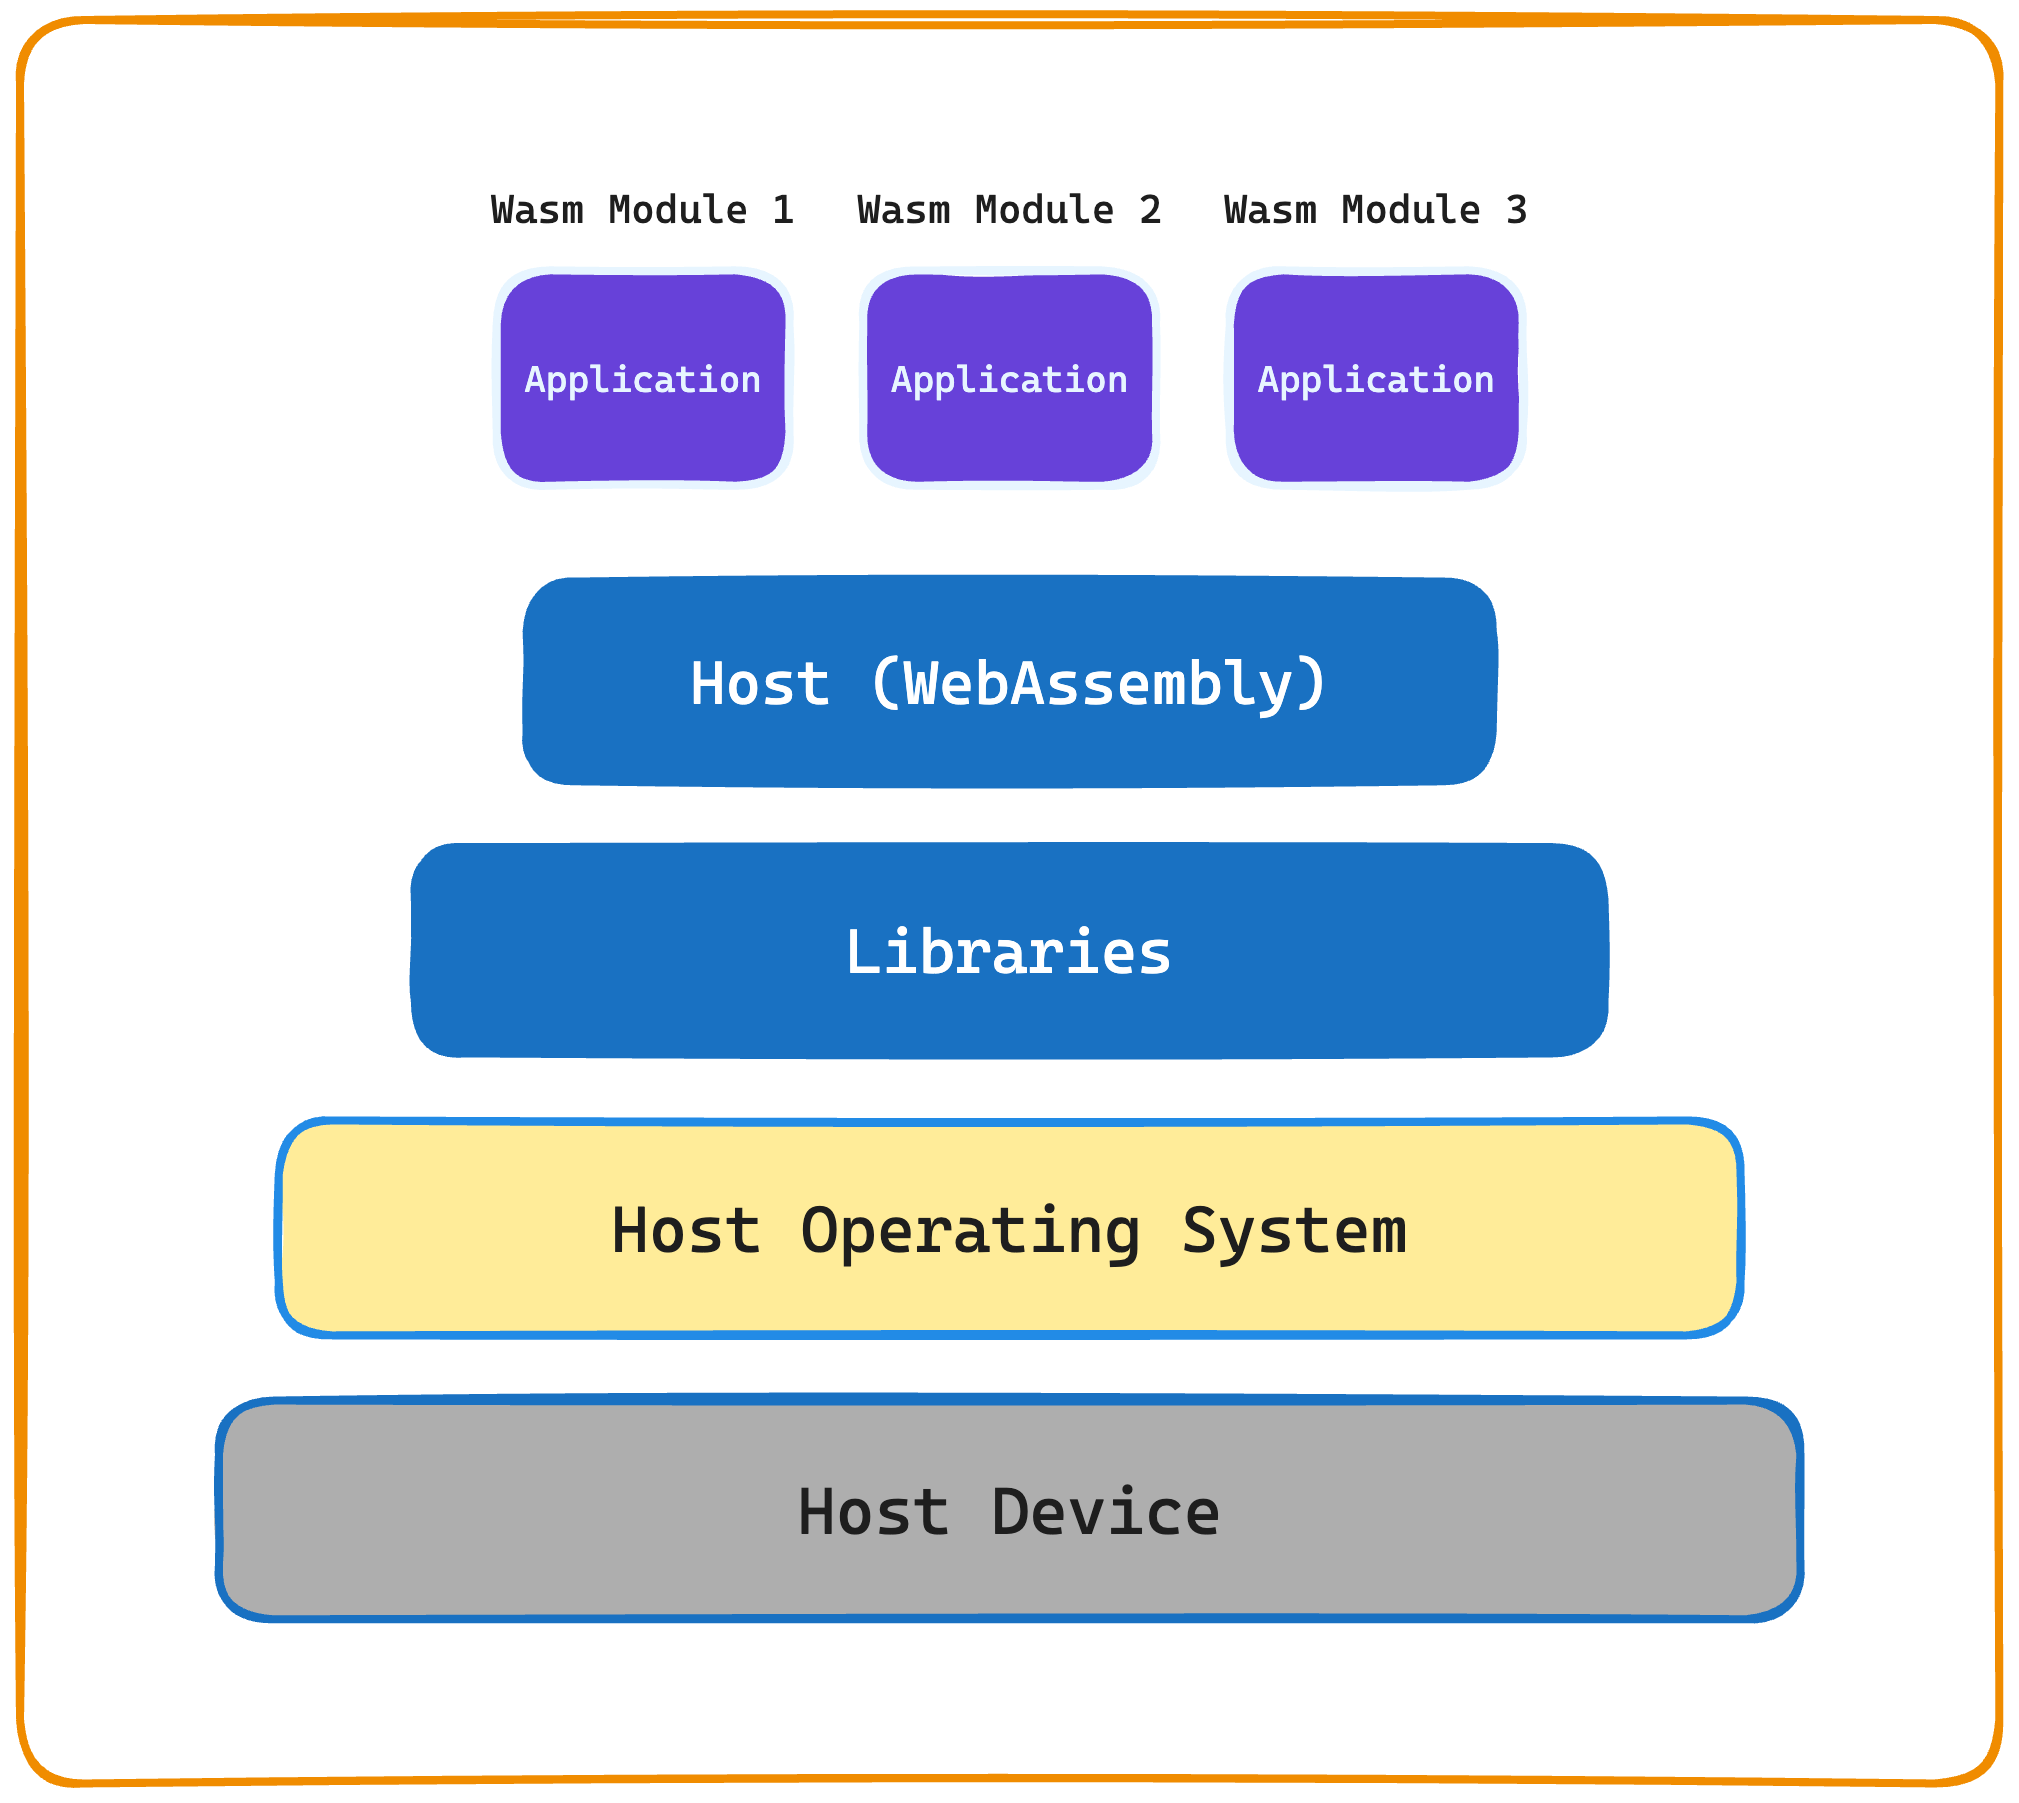 Wasm Module 1
Wasm Module 2
Wasm Module 3
Application
Application
Application
Host (WebAssembly)
Libraries
Host Operating System
Host Device